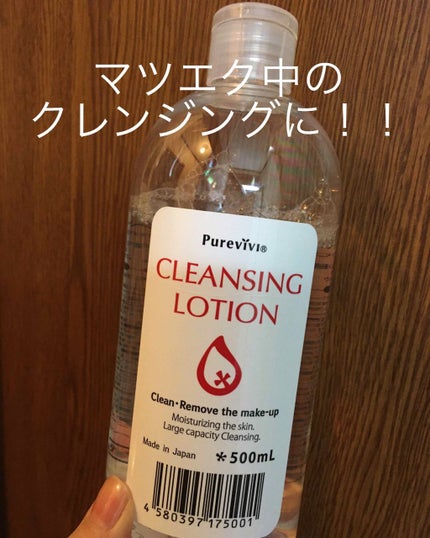 マツエク中の
クレンジングに！！
Purevivi®
CLEANSING
LOTION
Clean・Remove the make-up
Moisturizing the skin.
Large capacity Cleansing.
Made in Japan
*500mL
4 580397 175001